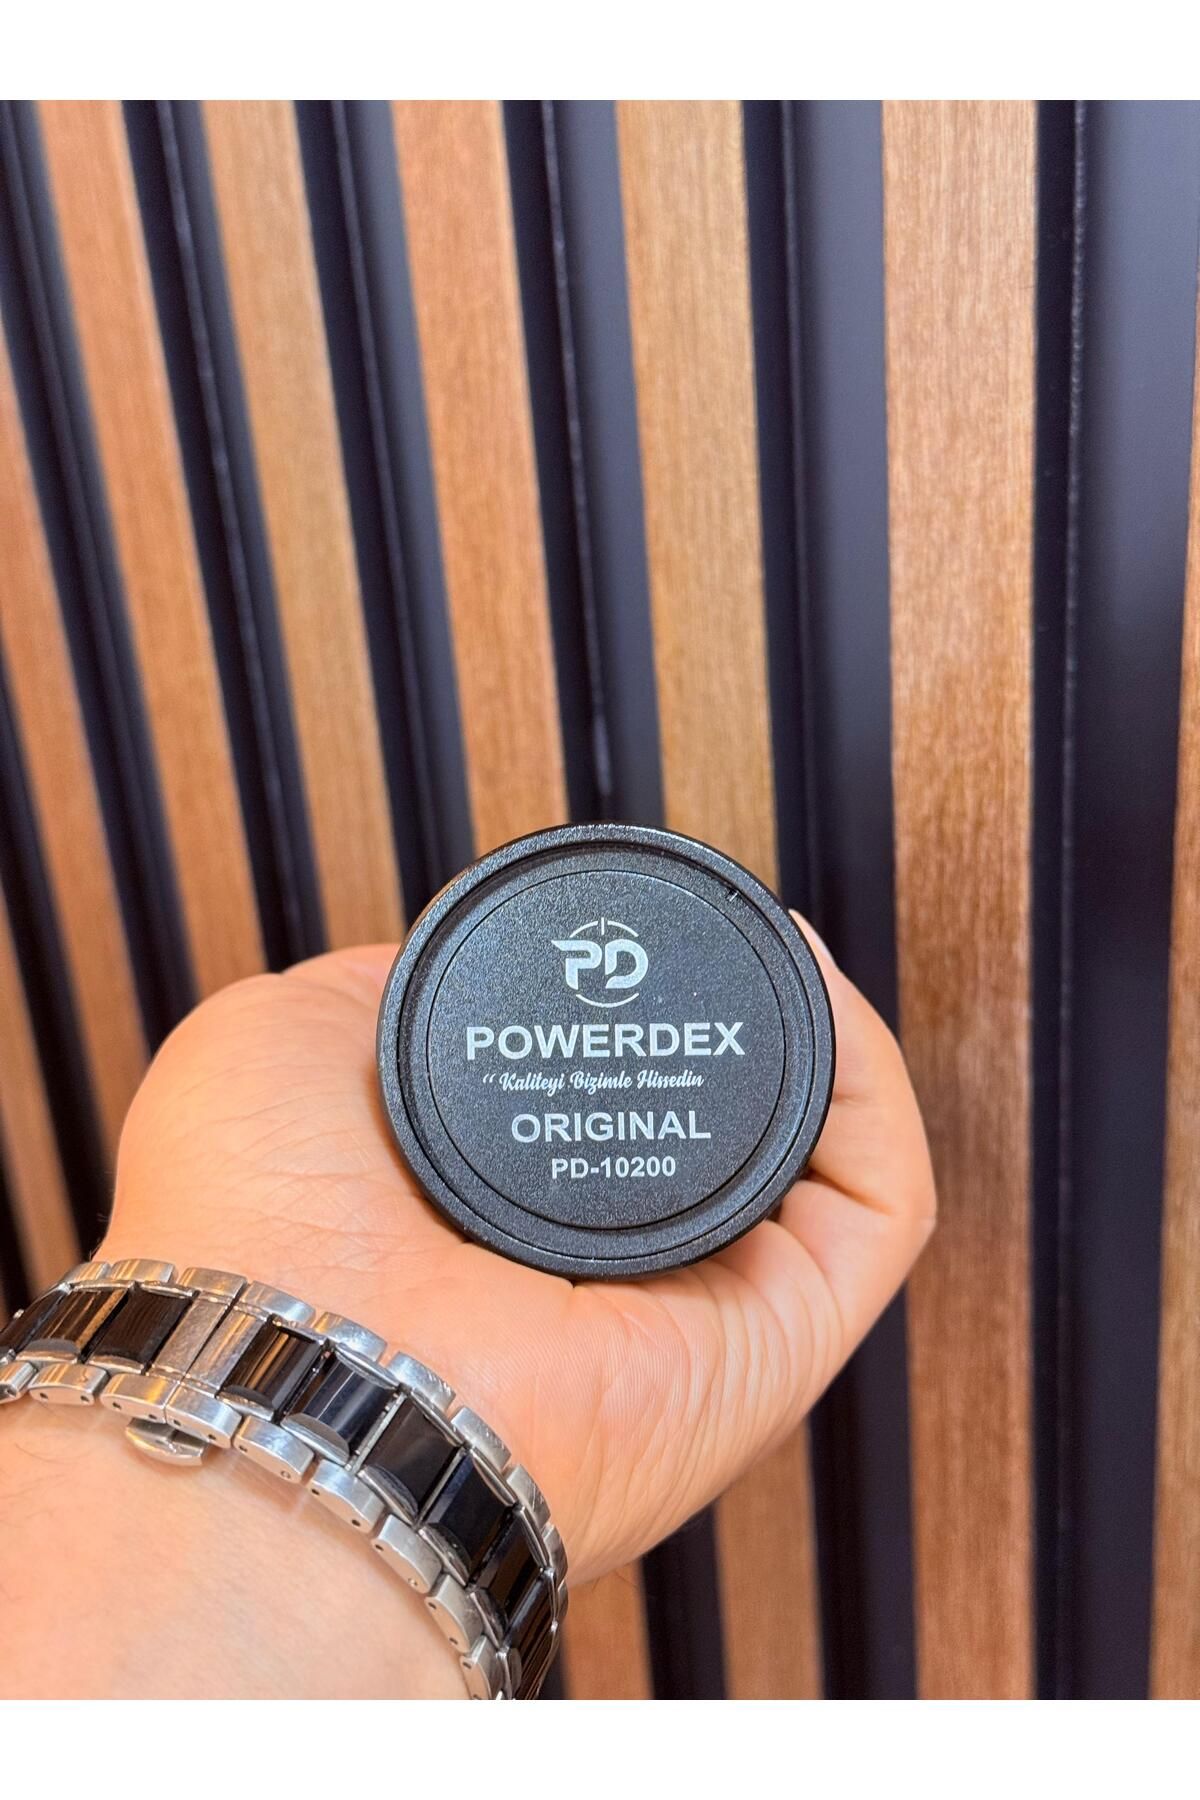 PD
POWERDEX
“ Kaliteyi Bizimle Hissedin
ORIGINAL
PD-10200